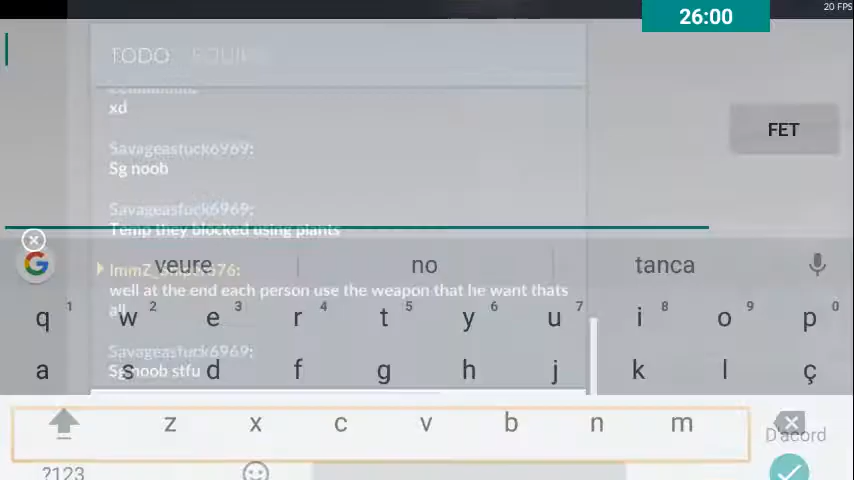 20 FPS
26:00
TODO
xd
FET
Savageasfuck6969:
Sg noob
Savageasfuck6969:
Temp they blocked using plants
veure no tanca
well at the end each person use the weapon that he want thats
all
q 1 w 2 e 3 r 4 t 5 y 6 u 7 i 8 o 9 p 0
Savageasfuck6969:
Sg noob stfu
a s d f g h j k l ç
z x c v b n m
D'acord
?123